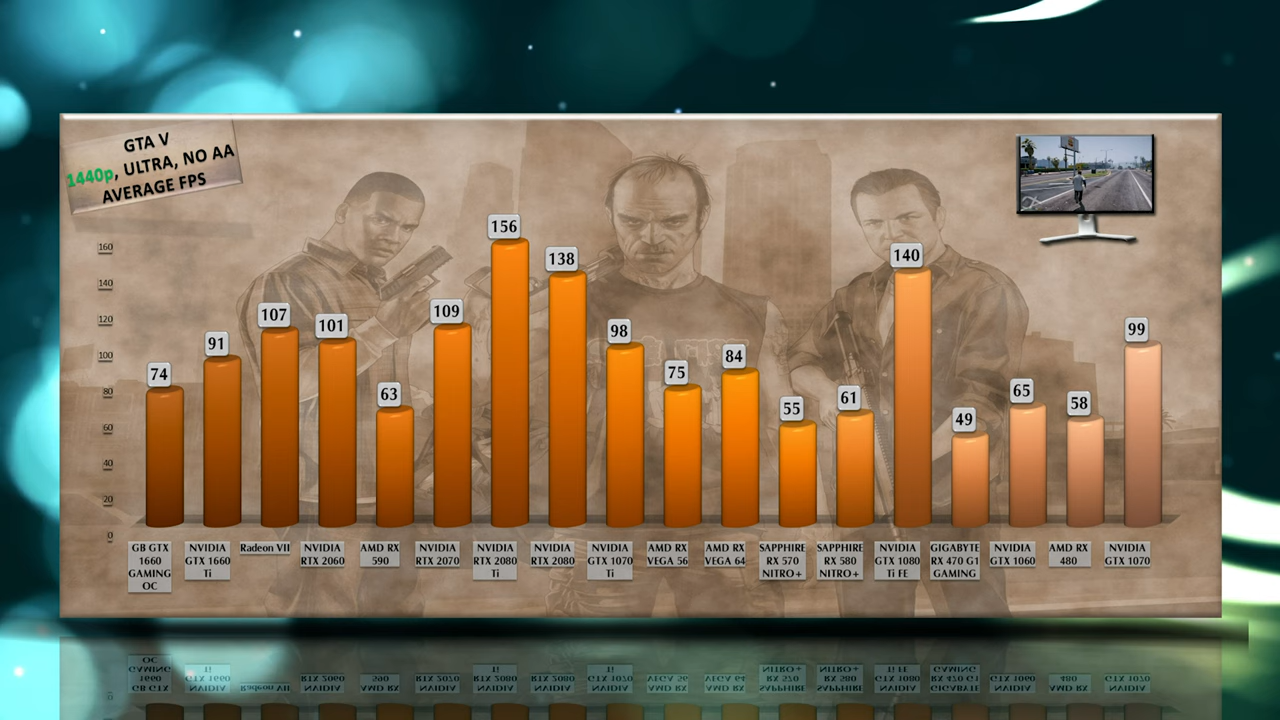 GTA V
1440p, ULTRA, NO AA
AVERAGE FPS
160
140
120
100
80
60
40
20
0
74
91
107
101
63
109
156
138
98
75
84
55
61
140
49
65
58
99
GB GTX
1660
GAMING
OC
NVIDIA
GTX 1660
Ti
Radeon VII
NVIDIA
RTX 2060
AMD RX
590
NVIDIA
RTX 2070
NVIDIA
RTX 2080
Ti
NVIDIA
RTX 2080
NVIDIA
GTX 1070
Ti
AMD RX
VEGA 56
AMD RX
VEGA 64
SAPPHIRE
RX 570
NITRO+
SAPPHIRE
RX 580
NITRO+
NVIDIA
GTX 1080
Ti FE
GIGABYTE
RX 470 G1
GAMING
NVIDIA
GTX 1060
AMD RX
480
NVIDIA
GTX 1070